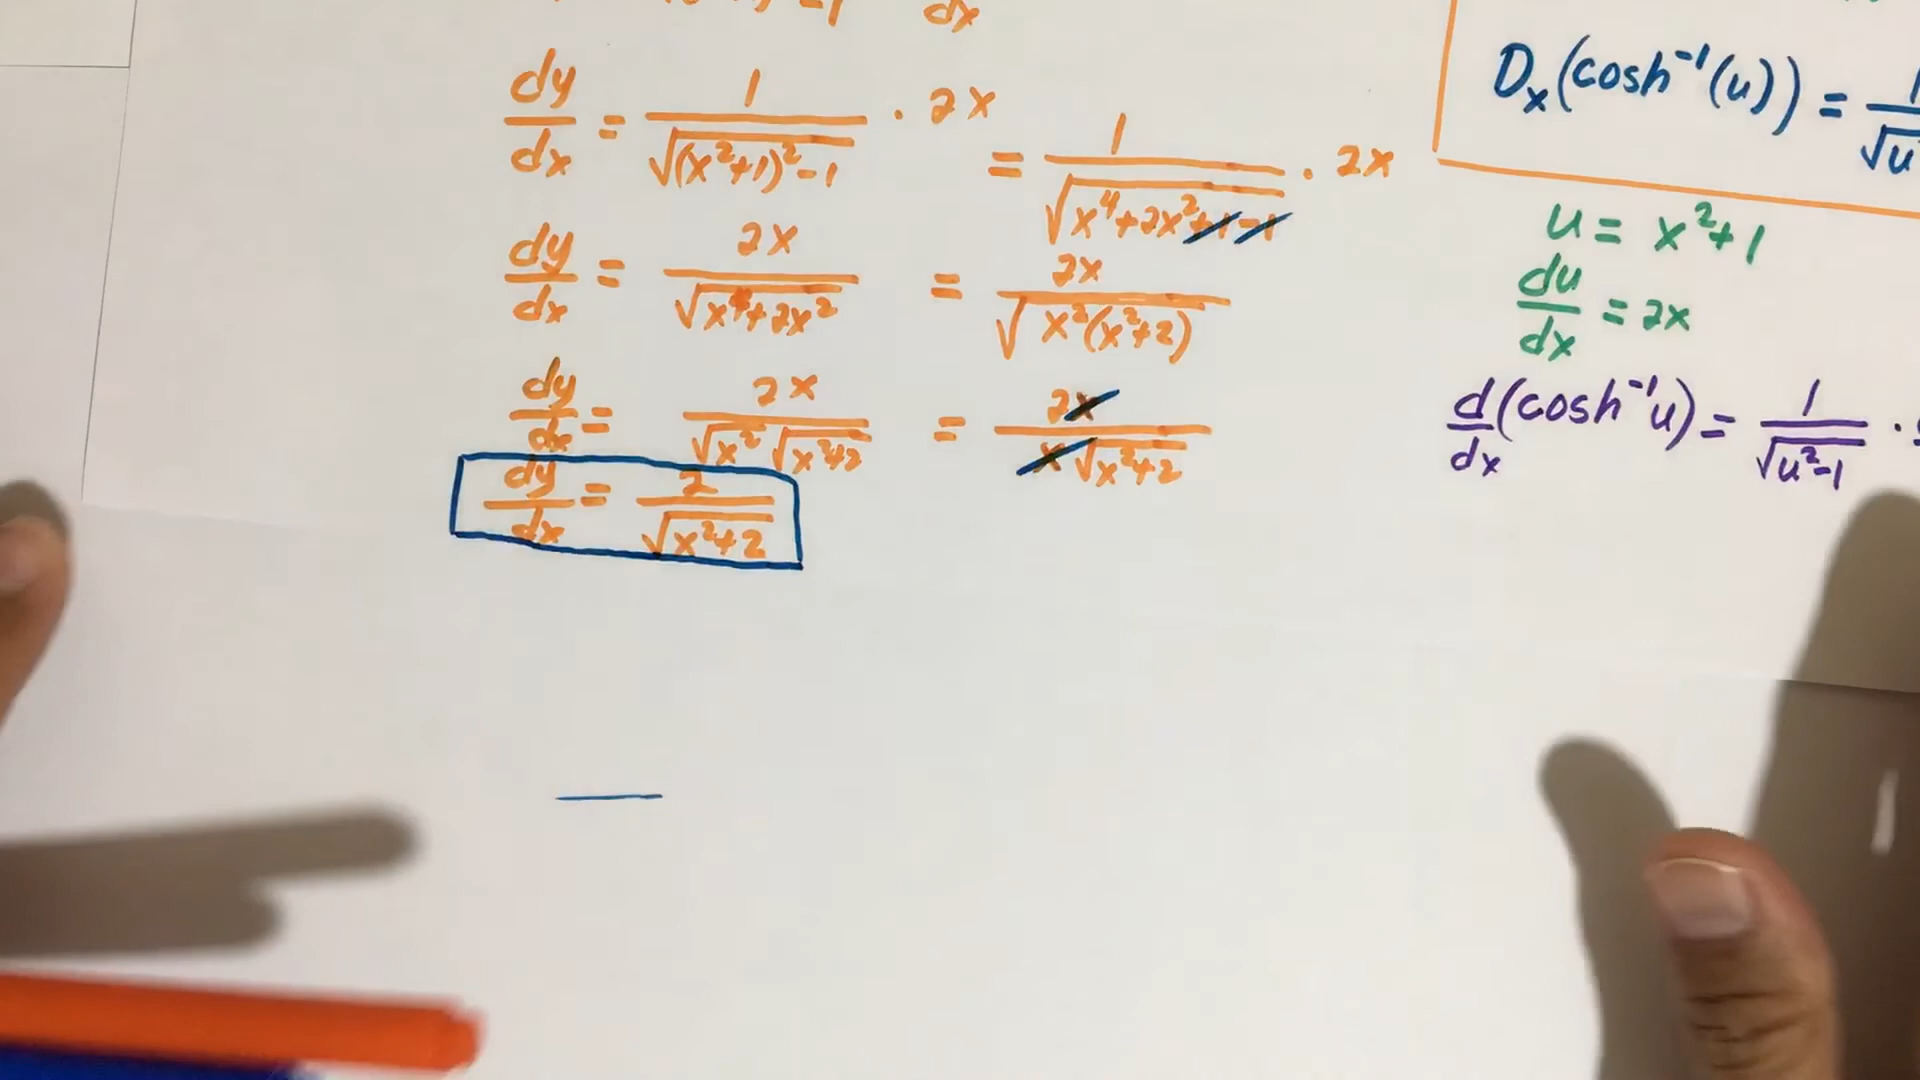 dy/dx = 1/√((x²+1)²-1) · 2x = 1/√(x⁴+2x²+1-1) · 2x
dy/dx = 2x/√(x⁴+2x²) = 2x/√(x²(x²+2))
dy/dx = 2x/(√x² √(x²+2)) = 2x/(x√(x²+2))
dy/dx = 2/√(x²+2)
Dₓ(cosh⁻¹(u)) =
u = x²+1
du/dx = 2x
d/dx(cosh⁻¹u) = 1/√(u²-1) ·